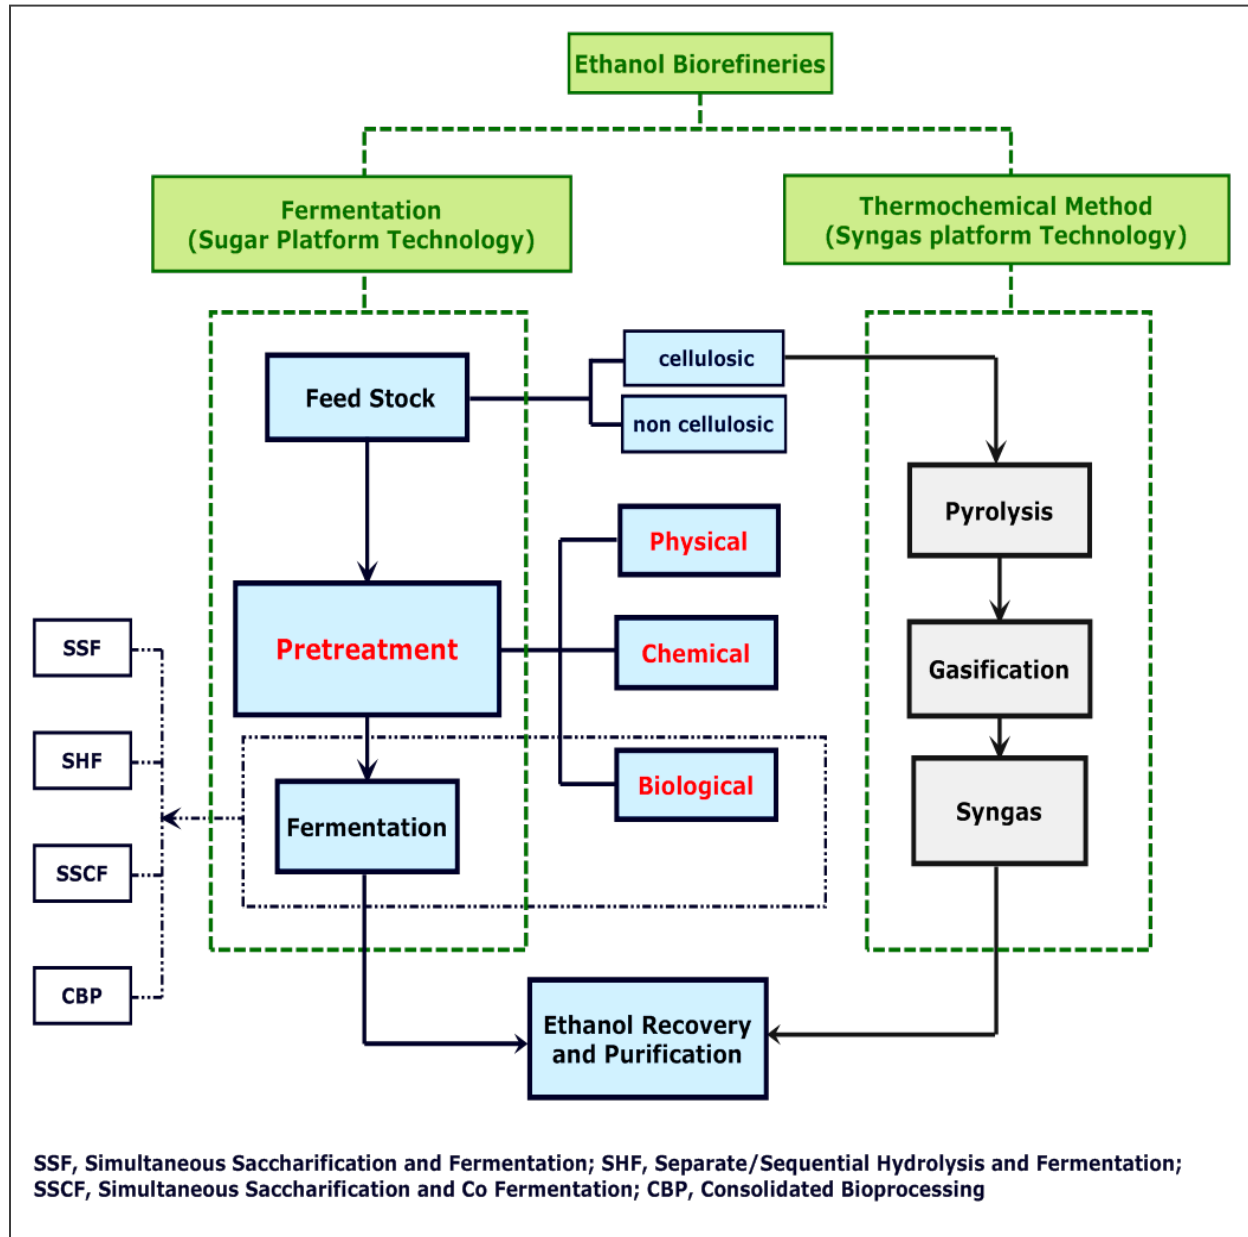 Ethanol Biorefineries
Fermentation
(Sugar Platform Technology)
Thermochemical Method
(Syngas platform Technology)
Feed Stock
cellulosic
non cellulosic
Pyrolysis
Physical
Pretreatment
Chemical
SSF
Gasification
SHF
Biological
Fermentation
Syngas
SSCF
CBP
Ethanol Recovery
and Purification
SSF, Simultaneous Saccharification and Fermentation; SHF, Separate/Sequential Hydrolysis and Fermentation;
SSCF, Simultaneous Saccharification and Co Fermentation; CBP, Consolidated Bioprocessing